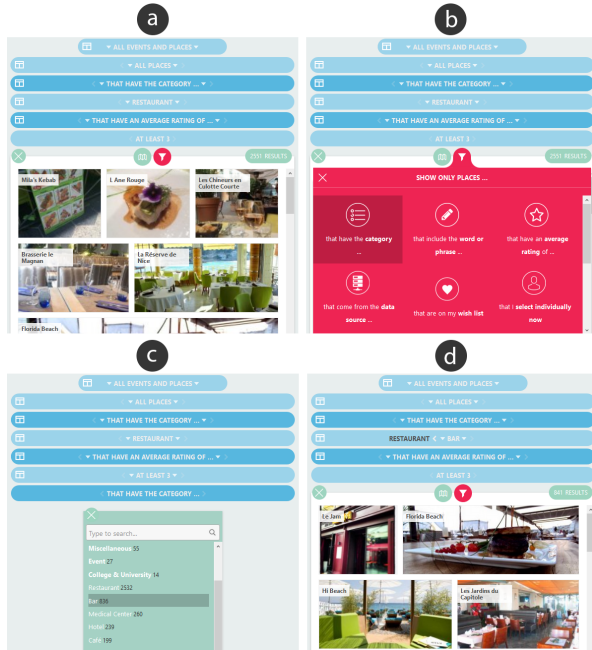 a
ALL EVENTS AND PLACES
ALL PLACES
THAT HAVE THE CATEGORY ...
RESTAURANT
THAT HAVE AN AVERAGE RATING OF ...
AT LEAST 3
2351 RESULTS
Mila's Kebab
L Ane Rouge
Les Chineurs en
Culotte Courte
Brasserie le
Magnan
La Réserve de
Nice
Florida Beach
b
ALL EVENTS AND PLACES
ALL PLACES
THAT HAVE THE CATEGORY ...
RESTAURANT
THAT HAVE AN AVERAGE RATING OF ...
AT LEAST 3
2351 RESULTS
SHOW ONLY PLACES ...
that have the category
...
that include the word or
phrase ...
that have an average
rating of ...
that come from the data
source ...
that are on my wish list
that I select individually
now
c
ALL EVENTS AND PLACES
ALL PLACES
THAT HAVE THE CATEGORY ...
RESTAURANT
THAT HAVE AN AVERAGE RATING OF ...
AT LEAST 3
THAT HAVE THE CATEGORY ...
Type to search...
Miscellaneous 55
Event 27
College & University 14
Restaurant 2532
Bar 836
Medical Center 260
Hotel 239
Café 199
d
ALL EVENTS AND PLACES
ALL PLACES
THAT HAVE THE CATEGORY ...
RESTAURANT < BAR >
THAT HAVE AN AVERAGE RATING OF ...
AT LEAST 3
RESULTS
Le Jam
Florida Beach
Hi Beach
Les Jardins du
Capitole